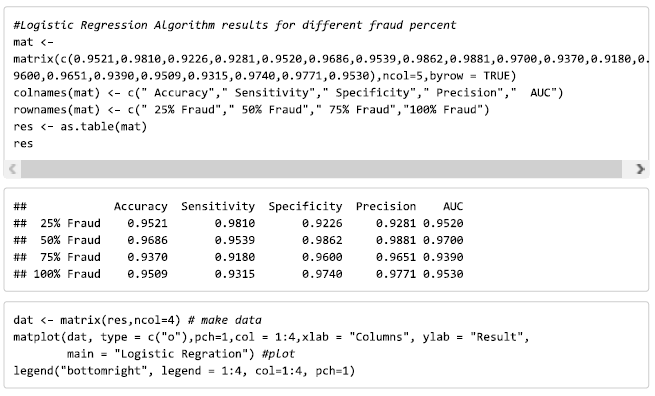 #Logistic Regression Algorithm results for different fraud percent
mat <-
matrix(c(0.9521,0.9810,0.9226,0.9281,0.9520,0.9686,0.9539,0.9862,0.9881,0.9700,0.9370,0.9180,0.
9600,0.9651,0.9390,0.9509,0.9315,0.9740,0.9771,0.9530),ncol=5,byrow = TRUE)
colnames(mat) <- c(" Accuracy"," Sensitivity"," Specificity"," Precision","  AUC")
rownames(mat) <- c(" 25% Fraud"," 50% Fraud"," 75% Fraud","100% Fraud")
res <- as.table(mat)
res
##             Accuracy  Sensitivity  Specificity  Precision    AUC
##  25% Fraud    0.9521       0.9810       0.9226     0.9281 0.9520
##  50% Fraud    0.9686       0.9539       0.9862     0.9881 0.9700
##  75% Fraud    0.9370       0.9180       0.9600     0.9651 0.9390
## 100% Fraud    0.9509       0.9315       0.9740     0.9771 0.9530
dat <- matrix(res,ncol=4) # make data
matplot(dat, type = c("o"),pch=1,col = 1:4,xlab = "Columns", ylab = "Result",
        main = "Logistic Regration") #plot
legend("bottomright", legend = 1:4, col=1:4, pch=1)